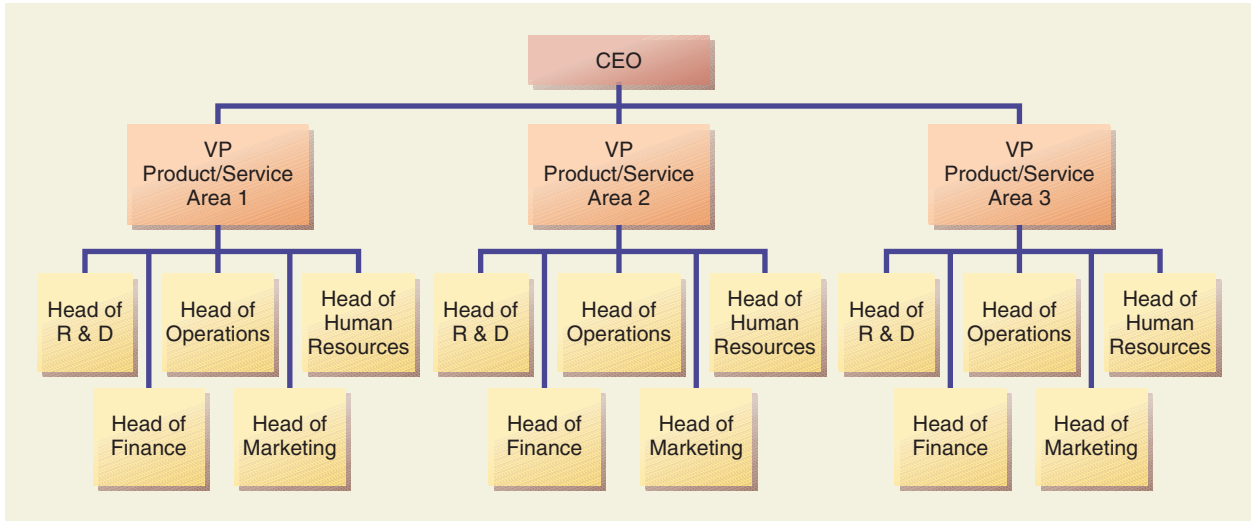 CEO
VP
Product/Service
Area 1
VP
Product/Service
Area 2
VP
Product/Service
Area 3
Head of
R & D
Head of
Operations
Head of
Human
Resources
Head of
R & D
Head of
Operations
Head of
Human
Resources
Head of
R & D
Head of
Operations
Head of
Human
Resources
Head of
Finance
Head of
Marketing
Head of
Finance
Head of
Marketing
Head of
Finance
Head of
Marketing